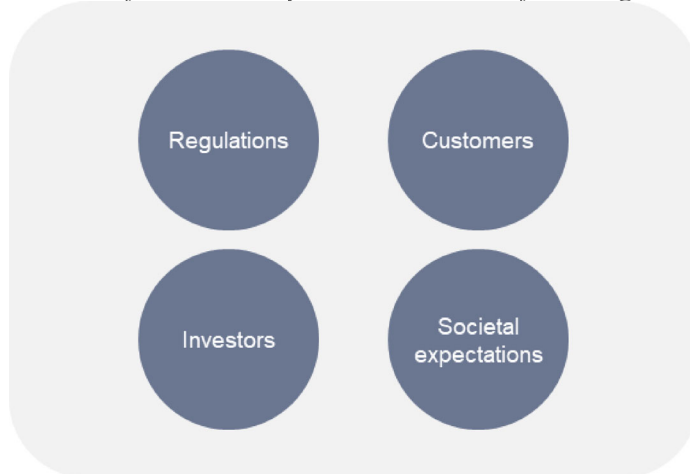 Regulations
Customers
Investors
Societal
expectations